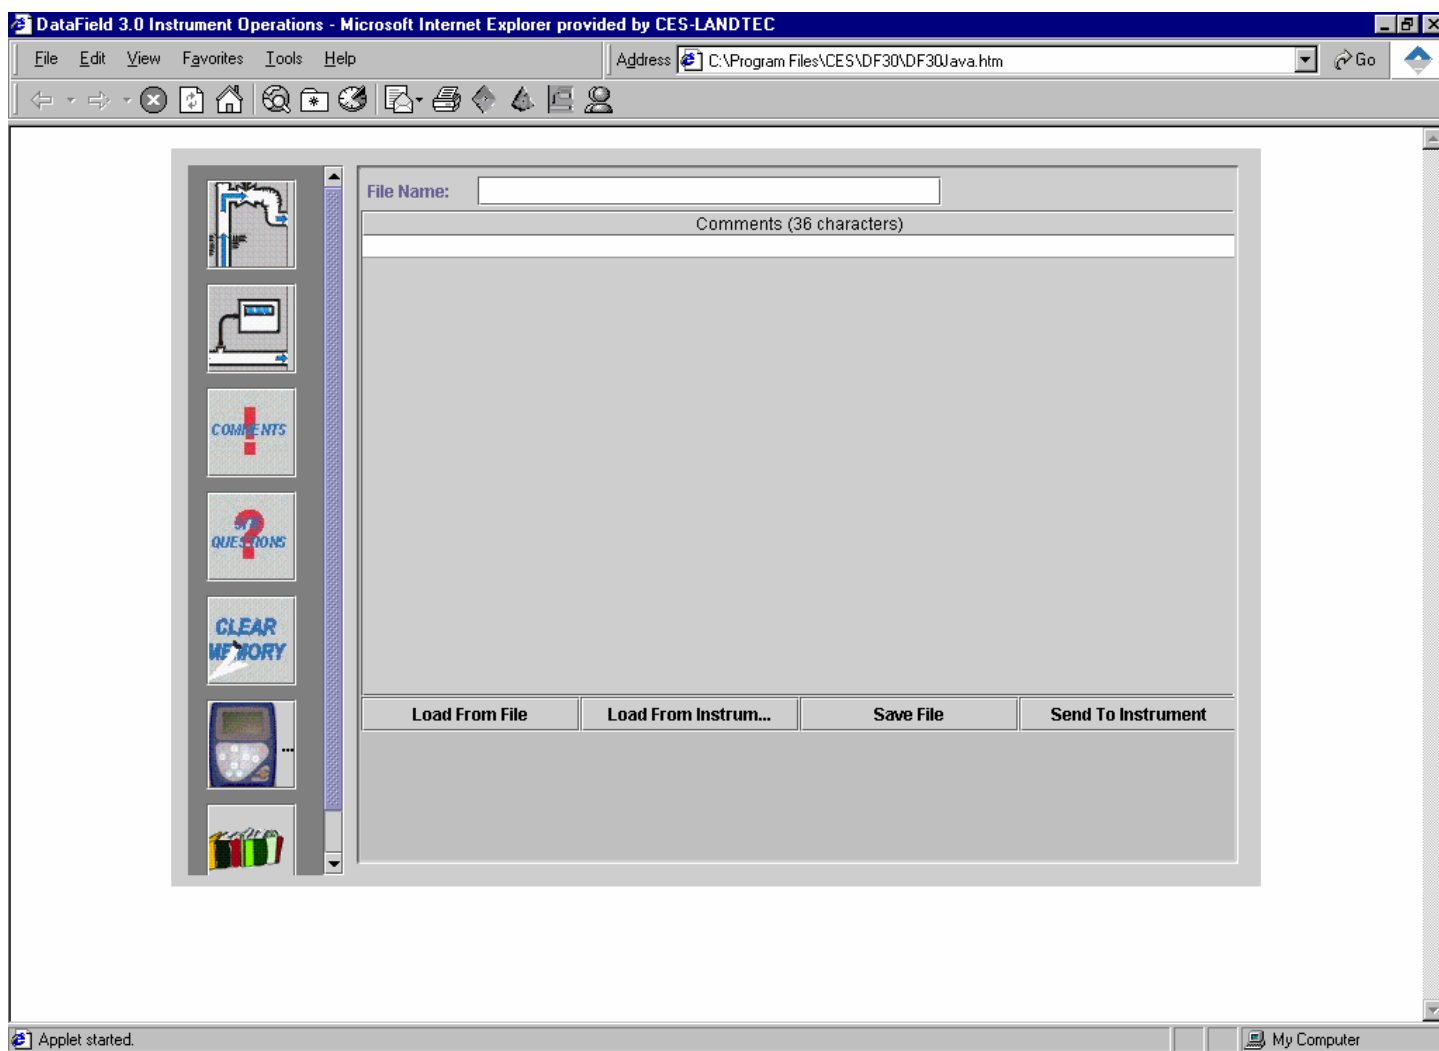 DataField 3.0 Instrument Operations - Microsoft Internet Explorer provided by CES-LANDTEC
File Edit View Favorites Tools Help
Address C:\Program Files\CES\DF30\DF30Java.htm Go
File Name:
Comments (36 characters)
COMMENTS
QUESTIONS
CLEAR
MEMORY
...
Load From File Load From Instrum... Save File Send To Instrument
Applet started. My Computer